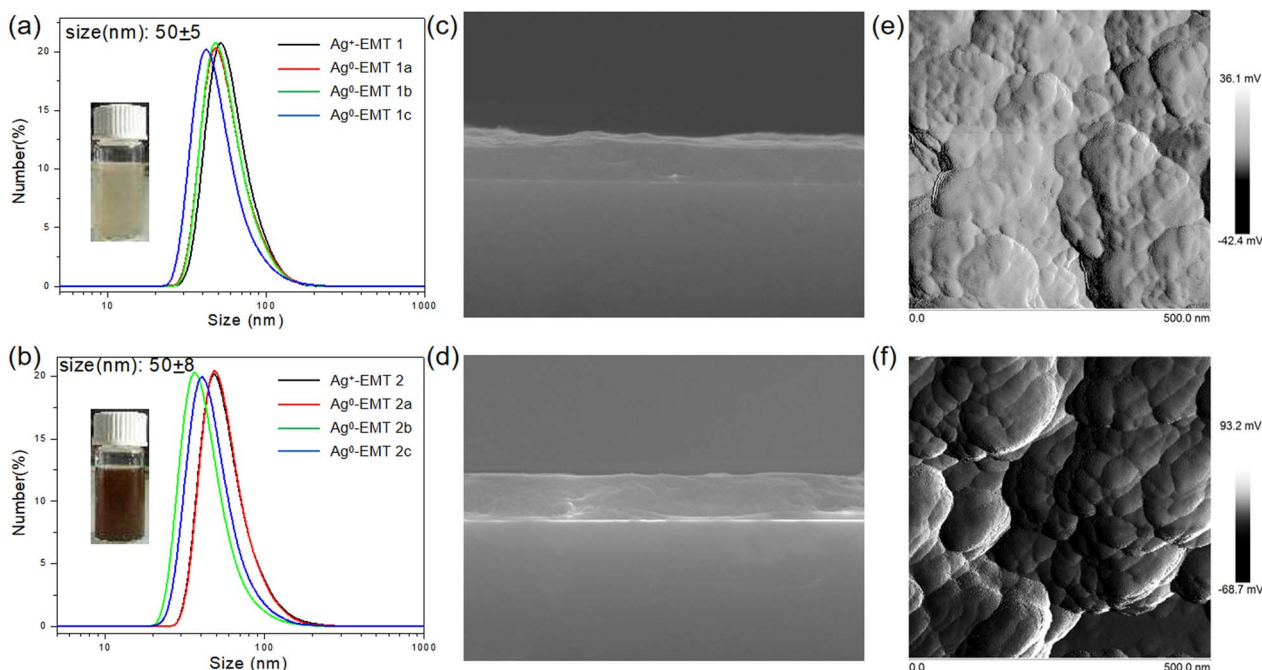 (a)
size(nm): 50±5
Ag⁺-EMT 1
Ag⁰-EMT 1a
Ag⁰-EMT 1b
Ag⁰-EMT 1c
Number(%)
20
15
10
5
0
10
100
1000
Size (nm)
(b)
size(nm): 50±8
Ag⁺-EMT 2
Ag⁰-EMT 2a
Ag⁰-EMT 2b
Ag⁰-EMT 2c
Number(%)
20
15
10
5
0
10
100
1000
Size (nm)
(c)
(d)
(e)
36.1 mV
-42.4 mV
0.0
500.0 nm
(f)
93.2 mV
-68.7 mV
0.0
500.0 nm